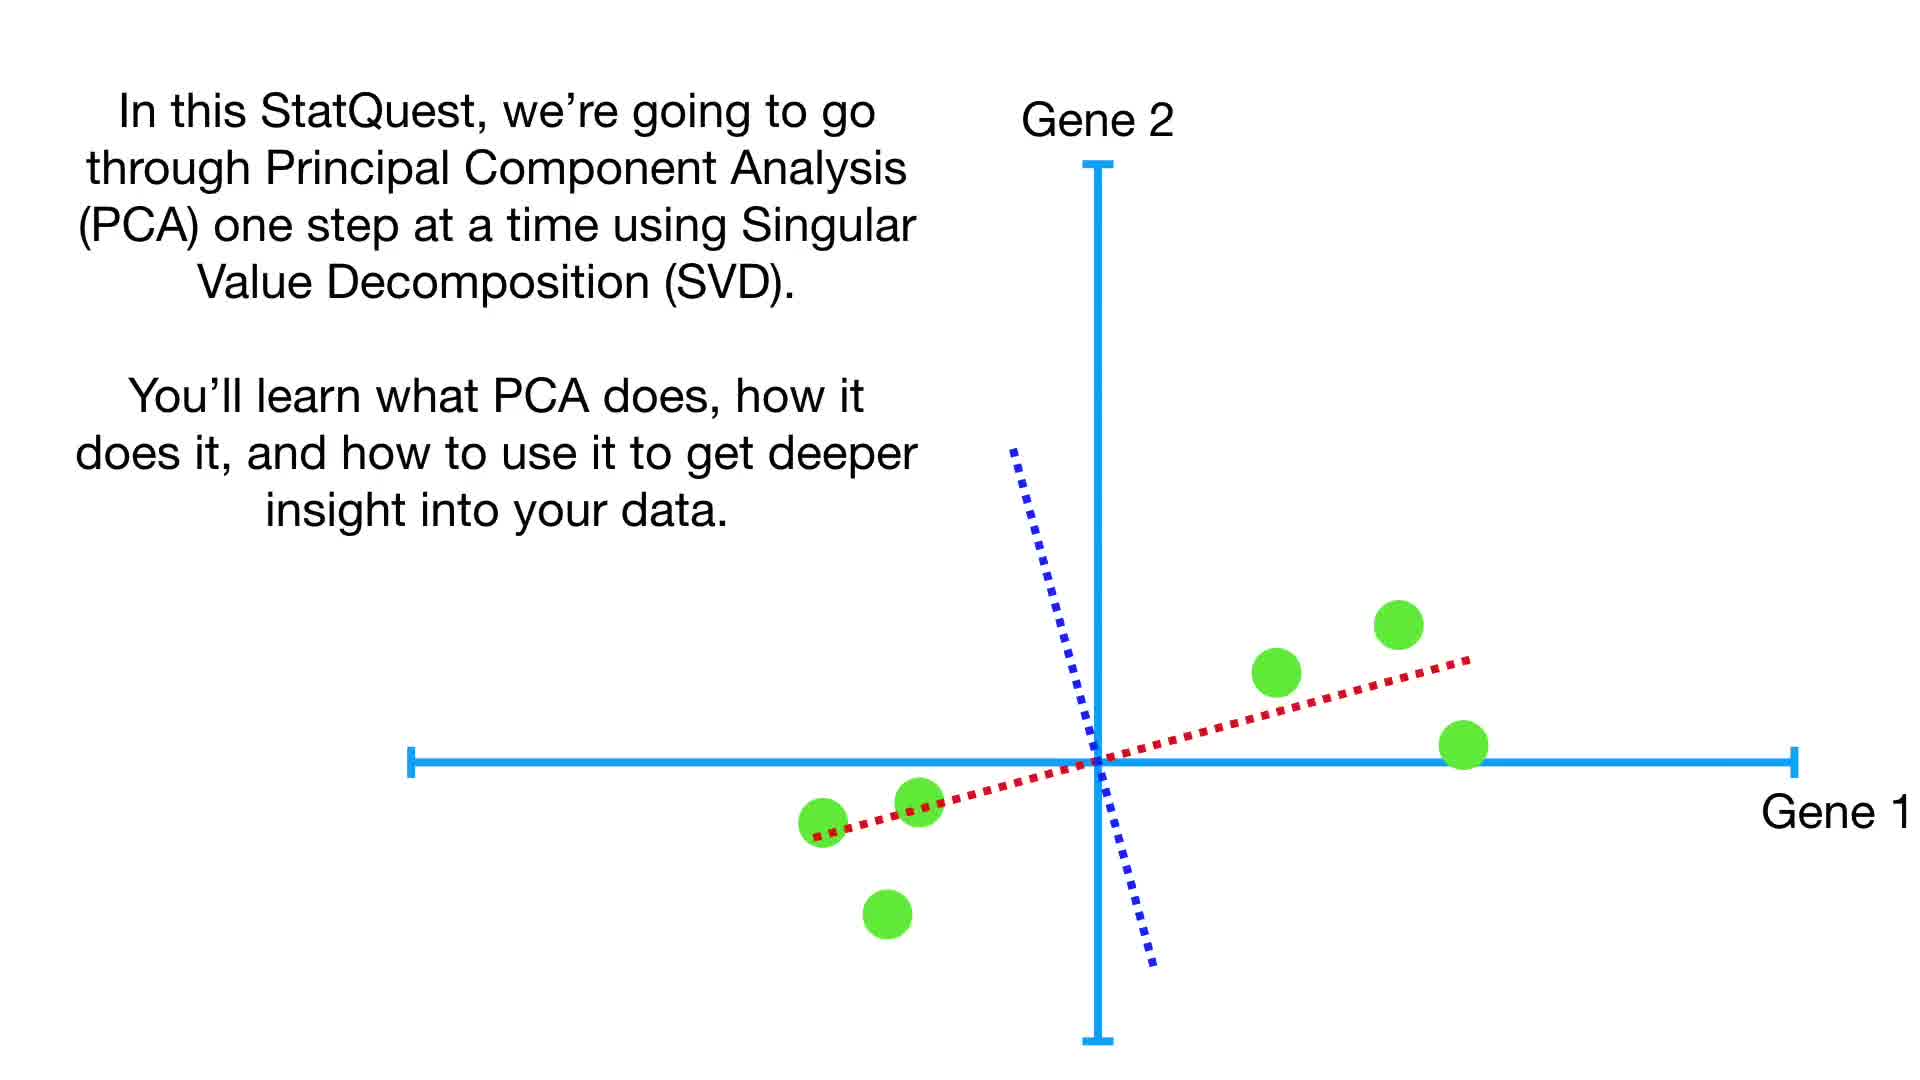 In this StatQuest, we’re going to go
through Principal Component Analysis
(PCA) one step at a time using Singular
Value Decomposition (SVD).
You’ll learn what PCA does, how it
does it, and how to use it to get deeper
insight into your data.
Gene 2
Gene 1